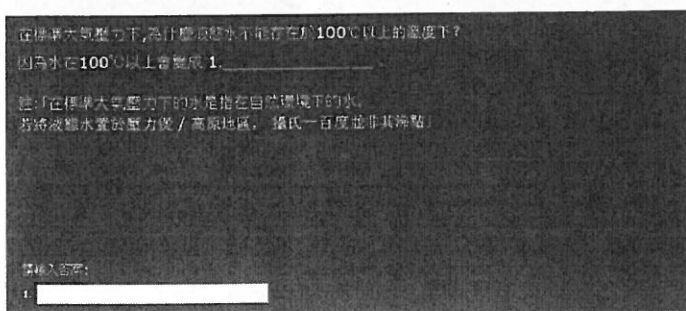 在標準大氣壓力下,為什麼液態水不能存在於100℃以上的溫度下?
因為水在100℃以上會變成 1.
註:「在標準大氣壓力下的水是指在自然環境下的水,
若將液態水置於壓力煲 / 高原地區, 攝氏一百度並非其沸點」
請輸入答案:
1.